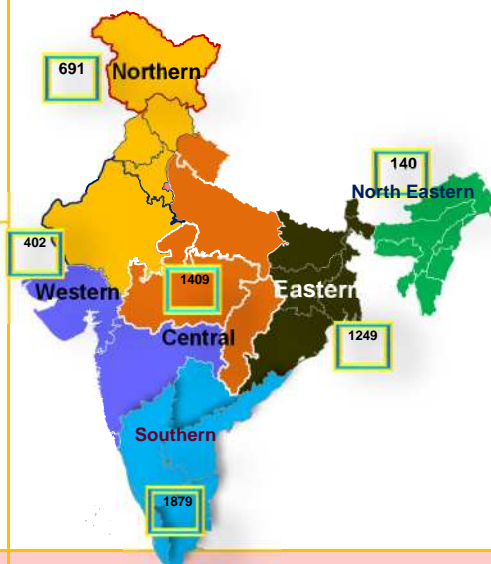 691
Northern
140
North Eastern
402
Western
1409
Eastern
Central
1249
Southern
1879